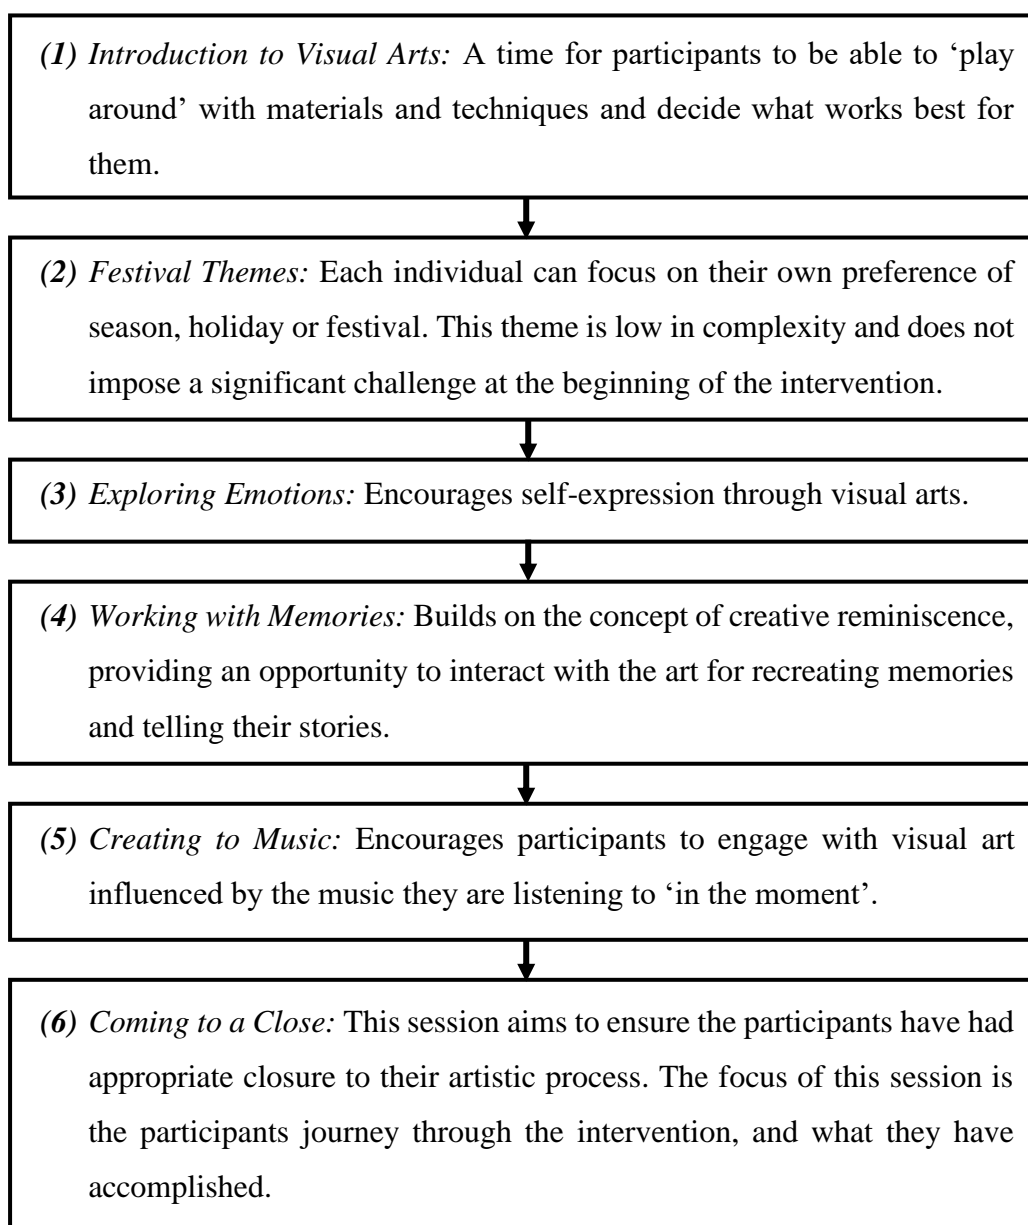 (1) Introduction to Visual Arts: A time for participants to be able to ‘play
around’ with materials and techniques and decide what works best for
them.
(2) Festival Themes: Each individual can focus on their own preference of
season, holiday or festival. This theme is low in complexity and does not
impose a significant challenge at the beginning of the intervention.
(3) Exploring Emotions: Encourages self-expression through visual arts.
(4) Working with Memories: Builds on the concept of creative reminiscence,
providing an opportunity to interact with the art for recreating memories
and telling their stories.
(5) Creating to Music: Encourages participants to engage with visual art
influenced by the music they are listening to ‘in the moment’.
(6) Coming to a Close: This session aims to ensure the participants have had
appropriate closure to their artistic process. The focus of this session is
the participants journey through the intervention, and what they have
accomplished.